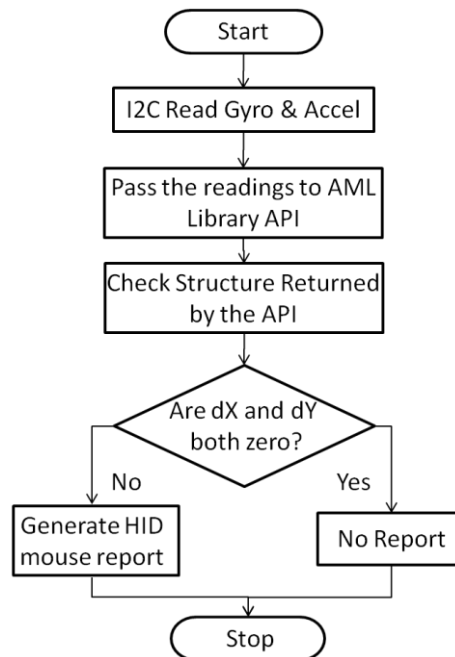 Start
I2C Read Gyro & Accel
Pass the readings to AML
Library API
Check Structure Returned
by the API
Are dX and dY
both zero?
No
Yes
Generate HID
mouse report
No Report
Stop